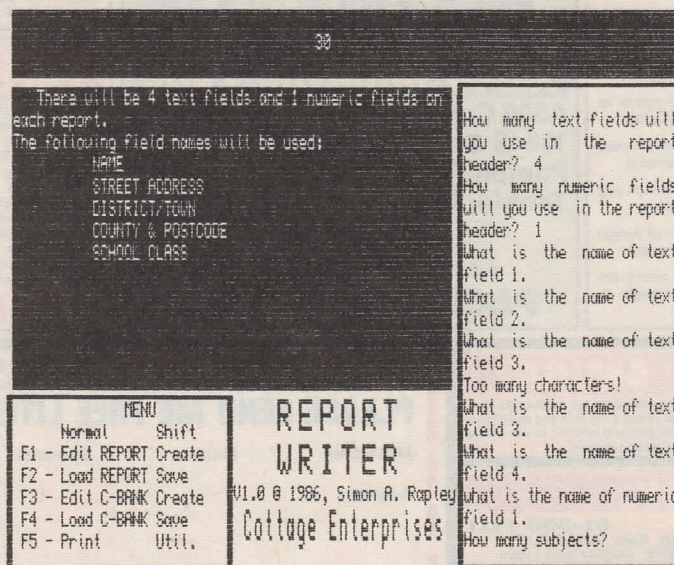 30
There will be 4 text fields and 1 numeric fields on
each report.
The following field names will be used:
NAME
STREET ADDRESS
DISTRICT/TOWN
COUNTY & POSTCODE
SCHOOL CLASS
How many text fields will
you use in the report
header? 4
How many numeric fields
will you use in the report
header? 1
What is the name of text
field 1.
What is the name of text
field 2.
What is the name of text
field 3.
Too many characters!
What is the name of text
field 3.
What is the name of text
field 4.
what is the name of numeric
field 1.
How many subjects?
MENU
Normal Shift
F1 - Edit REPORT Create
F2 - Load REPORT Save
F3 - Edit C-BANK Create
F4 - Load C-BANK Save
F5 - Print Util.
REPORT
WRITER
V1.0 @ 1986, Simon A. Rapley
Cottage Enterprises